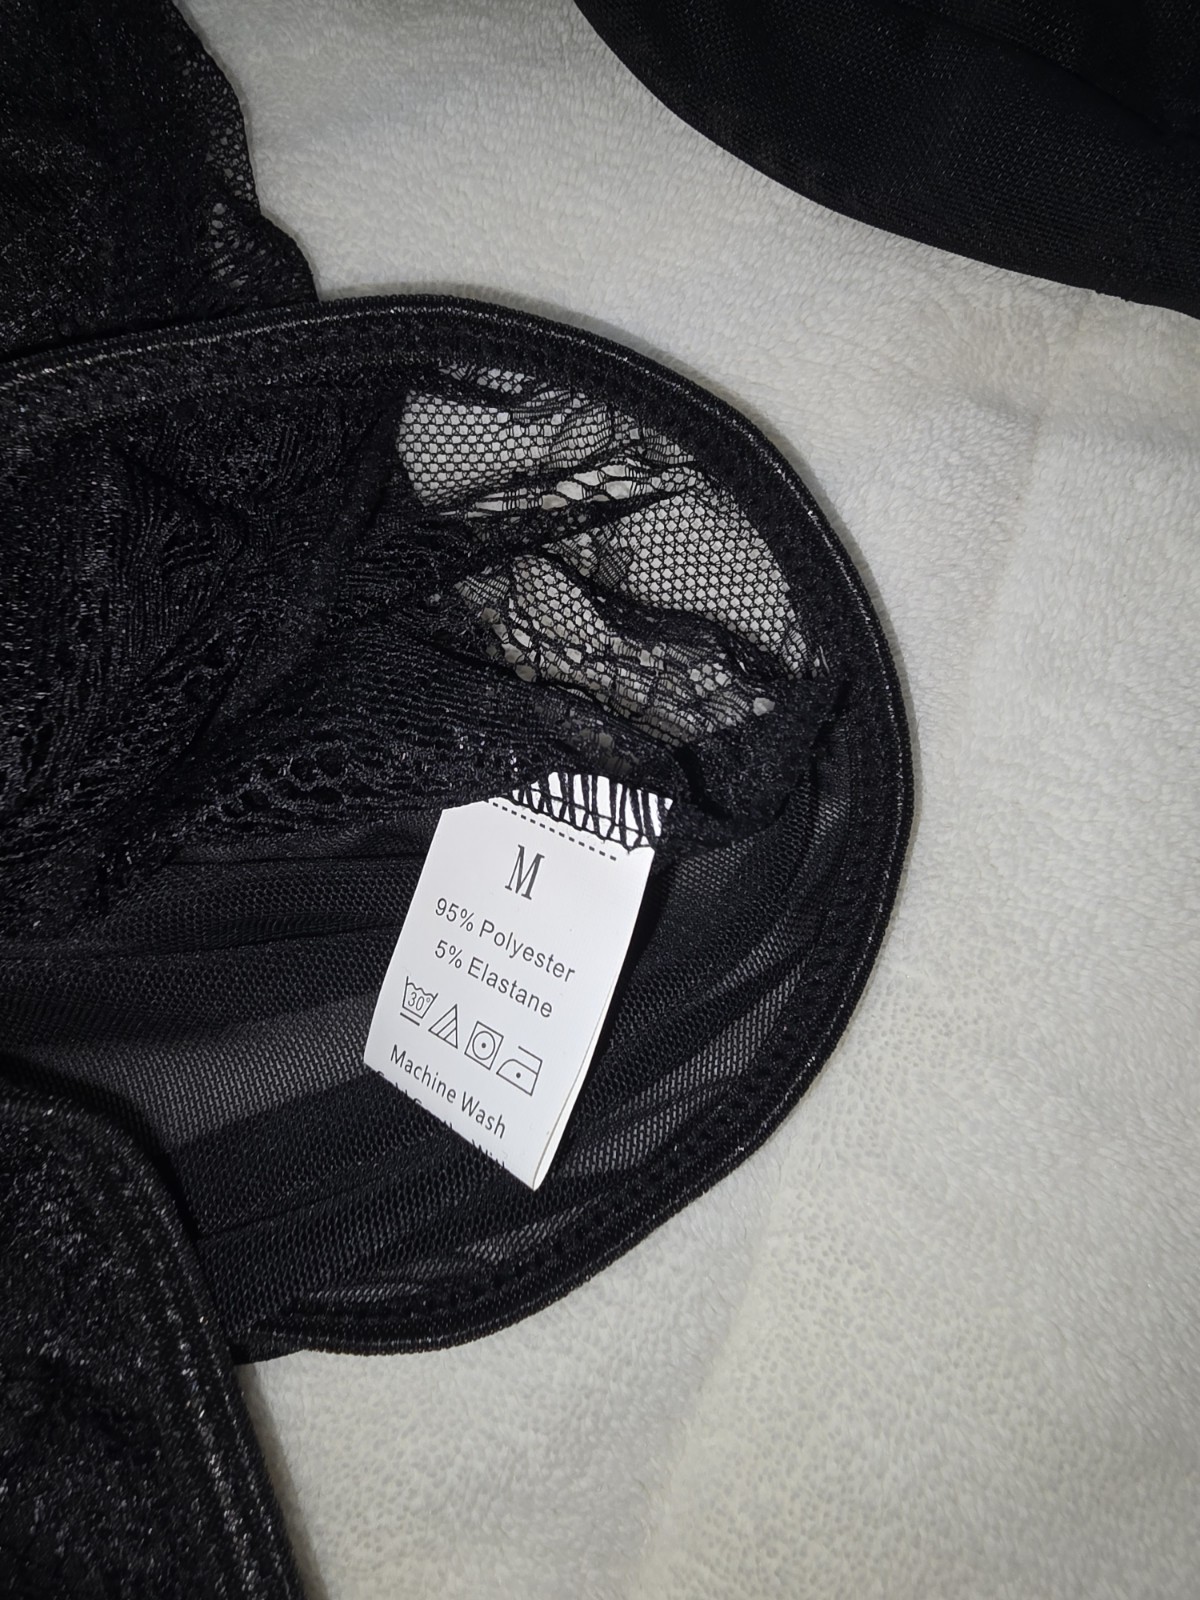 M
95% Polyester
5% Elastane
30°
Machine Wash